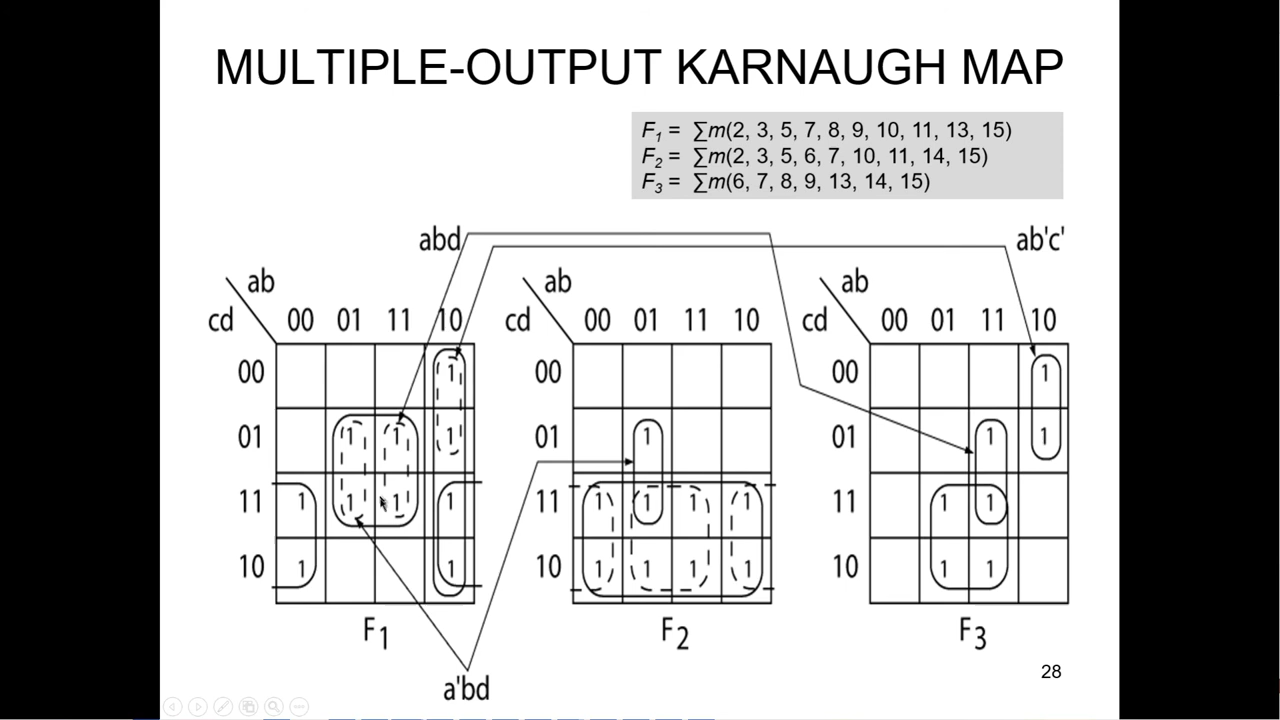 MULTIPLE-OUTPUT KARNAUGH MAP
F1 = ∑m(2, 3, 5, 7, 8, 9, 10, 11, 13, 15)
F2 = ∑m(2, 3, 5, 6, 7, 10, 11, 14, 15)
F3 = ∑m(6, 7, 8, 9, 13, 14, 15)
abd ab'c'
ab ab ab
cd 00 01 11 10 cd 00 01 11 10 cd 00 01 11 10
00 1 00 00 1
01 1 1 1 01 1 01 1 1
11 1 1 1 1 11 1 1 1 1 11 1 1
10 1 1 10 1 1 1 1 10 1 1
F1 F2 F3
28
a'bd